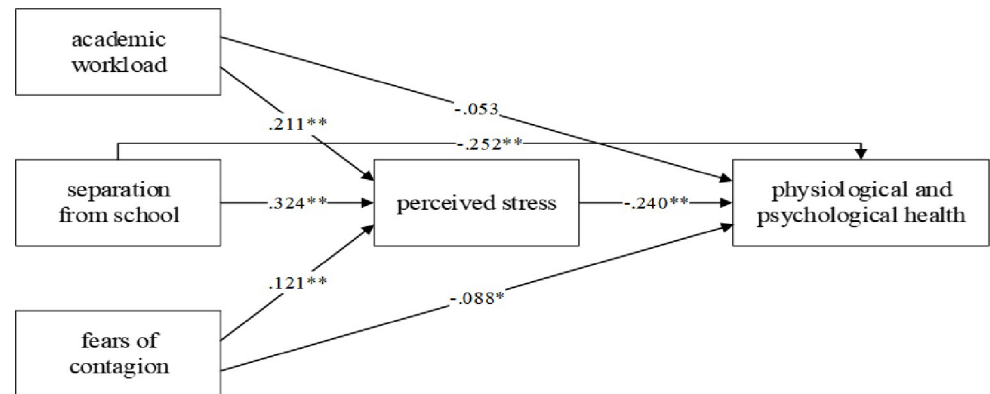 academic
workload
-.053
.211**
-.252**
separation
from school
.324**
perceived stress
-.240**
physiological and
psychological health
.121**
-.088*
fears of
contagion